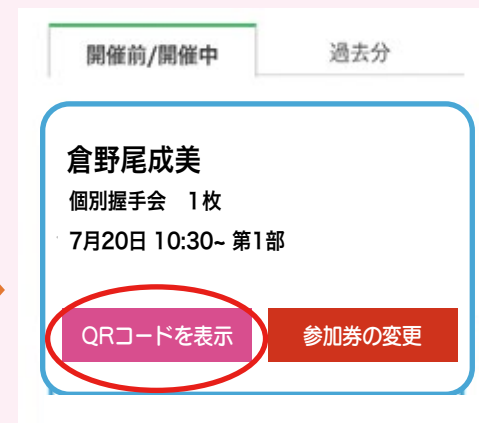 開催前/開催中
過去分
倉野尾成美
個別握手会　1枚
7月20日 10:30~ 第1部
QRコードを表示
参加券の変更